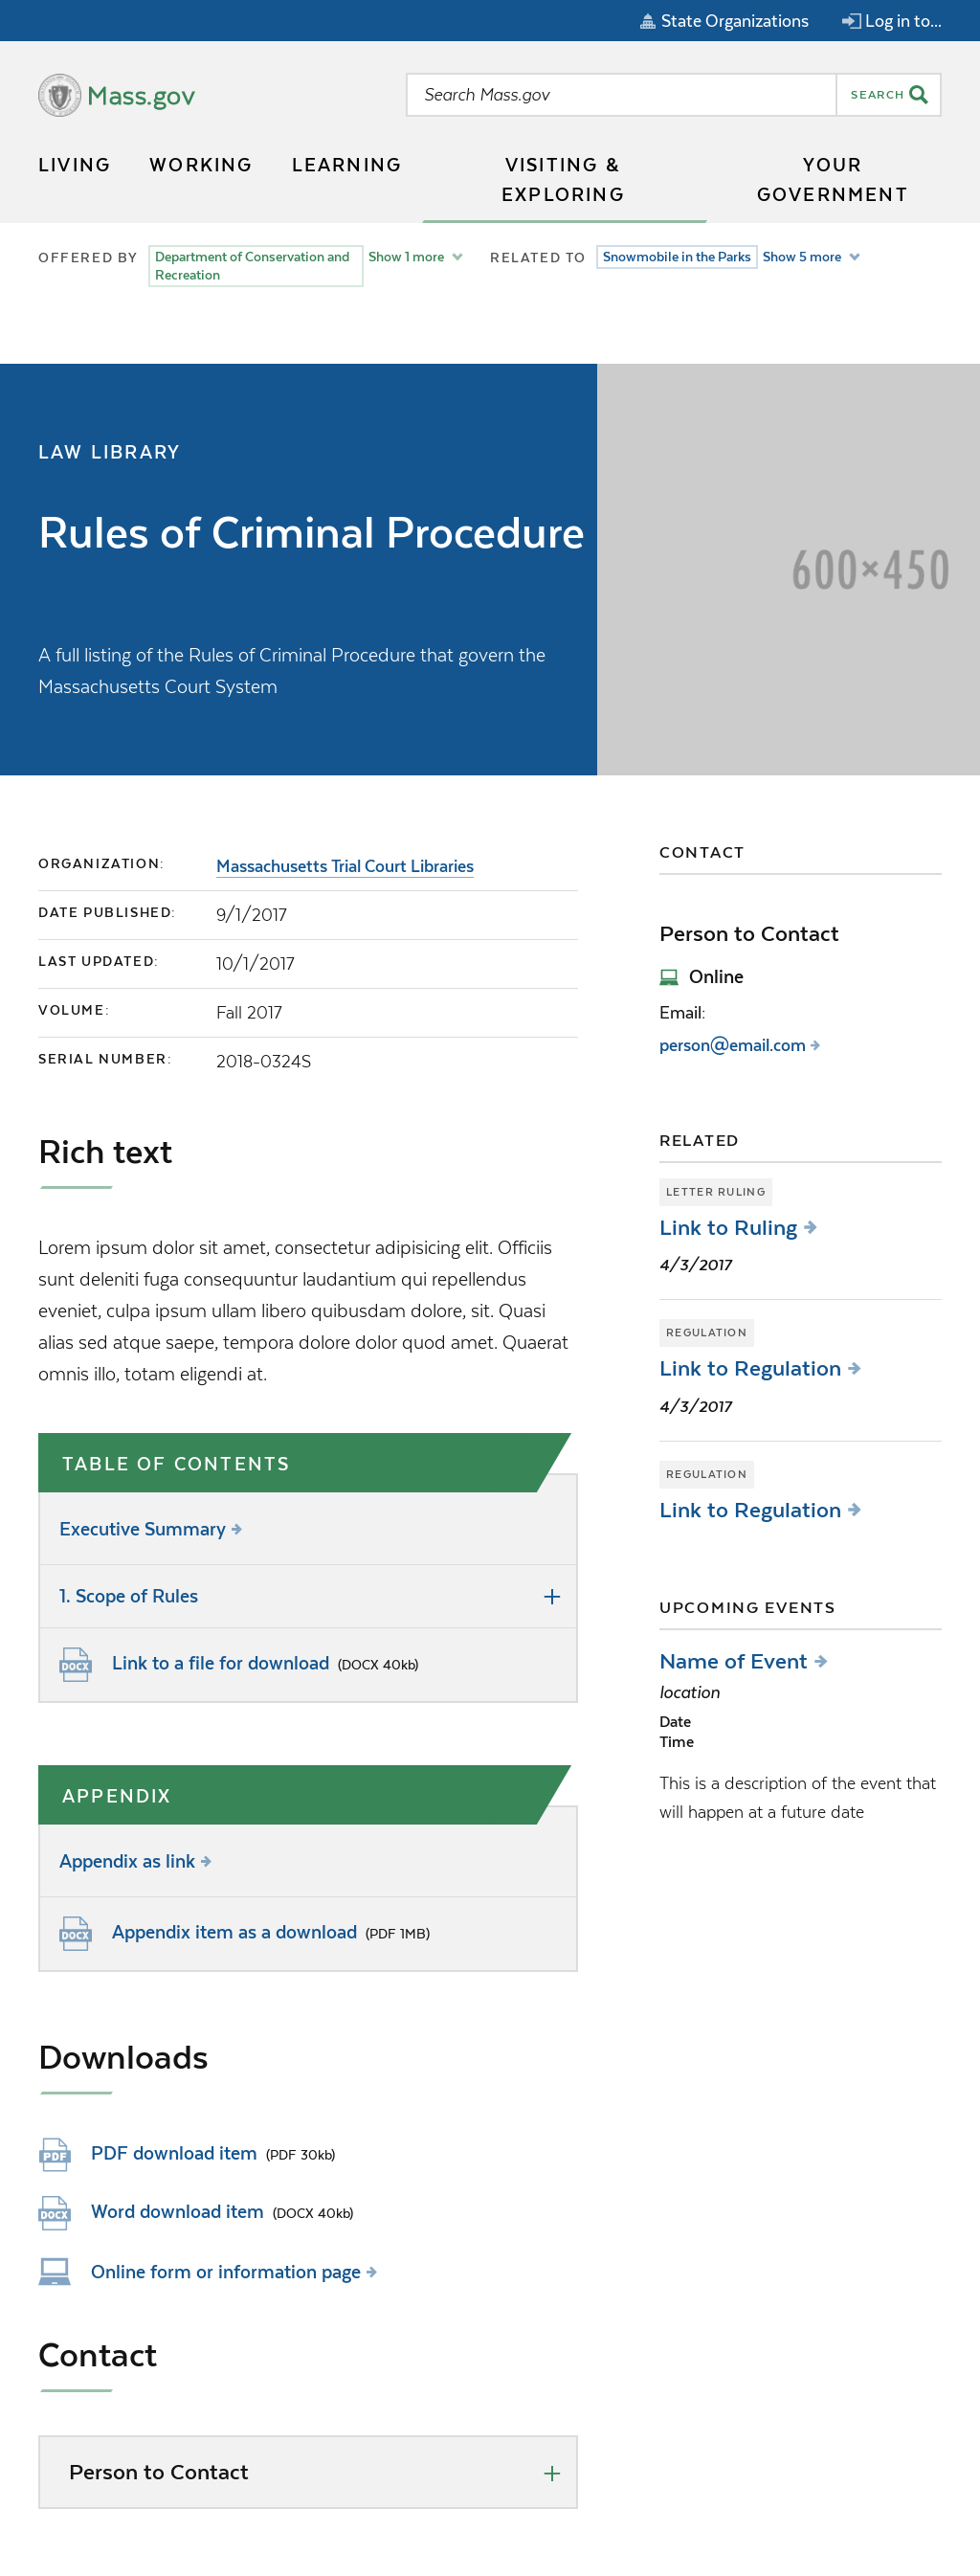 State Organizations
Log in to...
Mass.gov
Search Mass.gov
SEARCH
LIVING
WORKING
LEARNING
VISITING &
EXPLORING
YOUR
GOVERNMENT
OFFERED BY
Department of Conservation and
Recreation
Show 1 more
RELATED TO
Snowmobile in the Parks
Show 5 more
LAW LIBRARY
Rules of Criminal Procedure
600×450
A full listing of the Rules of Criminal Procedure that govern the
Massachusetts Court System
ORGANIZATION:
Massachusetts Trial Court Libraries
DATE PUBLISHED:
9/1/2017
LAST UPDATED:
10/1/2017
VOLUME:
Fall 2017
SERIAL NUMBER:
2018-0324S
Rich text
Lorem ipsum dolor sit amet, consectetur adipisicing elit. Officiis
sunt deleniti fuga consequuntur laudantium qui repellendus
eveniet, culpa ipsum ullam libero quibusdam dolore, sit. Quasi
alias sed atque saepe, tempora dolore dolor quod amet. Quaerat
omnis illo, totam eligendi at.
TABLE OF CONTENTS
Executive Summary
1. Scope of Rules
DOCX
Link to a file for download (DOCX 40kb)
APPENDIX
Appendix as link
DOCX
Appendix item as a download (PDF 1MB)
Downloads
PDF
PDF download item (PDF 30kb)
DOCX
Word download item (DOCX 40kb)
Online form or information page
Contact
Person to Contact
CONTACT
Person to Contact
Online
Email:
person@email.com
RELATED
LETTER RULING
Link to Ruling
4/3/2017
REGULATION
Link to Regulation
4/3/2017
REGULATION
Link to Regulation
UPCOMING EVENTS
Name of Event
location
Date
Time
This is a description of the event that
will happen at a future date